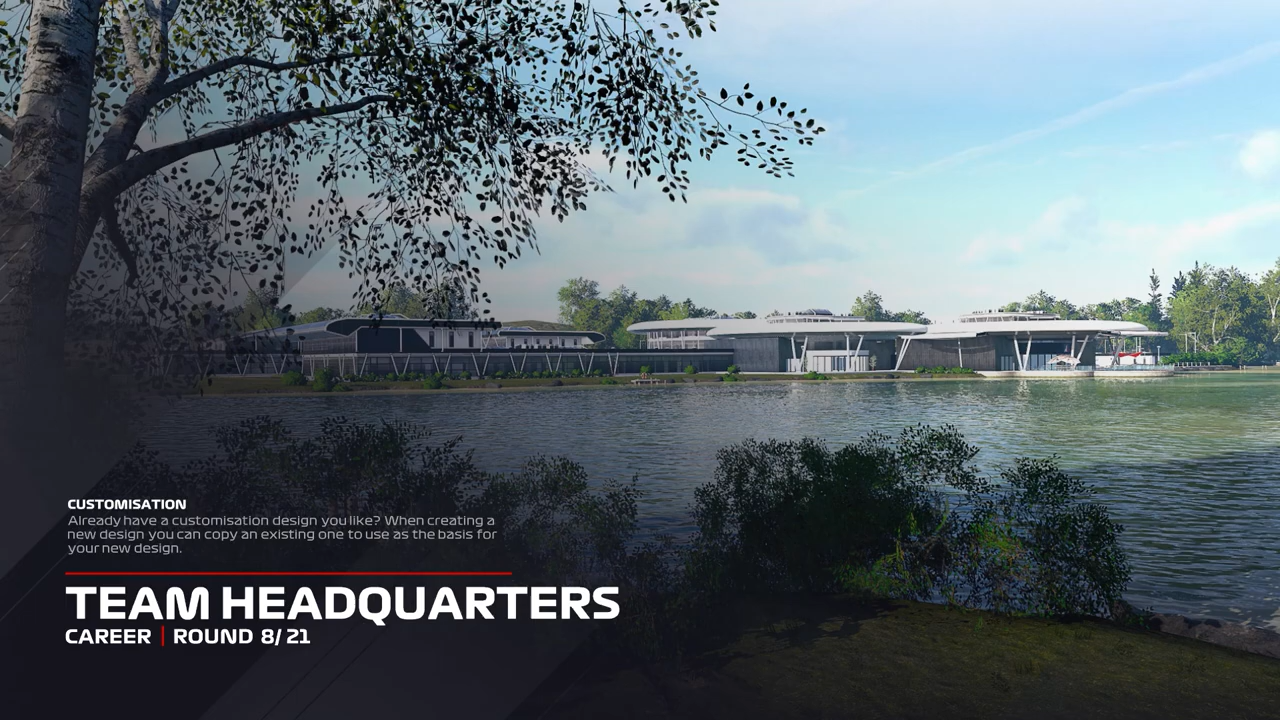 CUSTOMISATION
Already have a customisation design you like? When creating a
new design you can copy an existing one to use as the basis for
your new design.
TEAM HEADQUARTERS
CAREER | ROUND 8/21